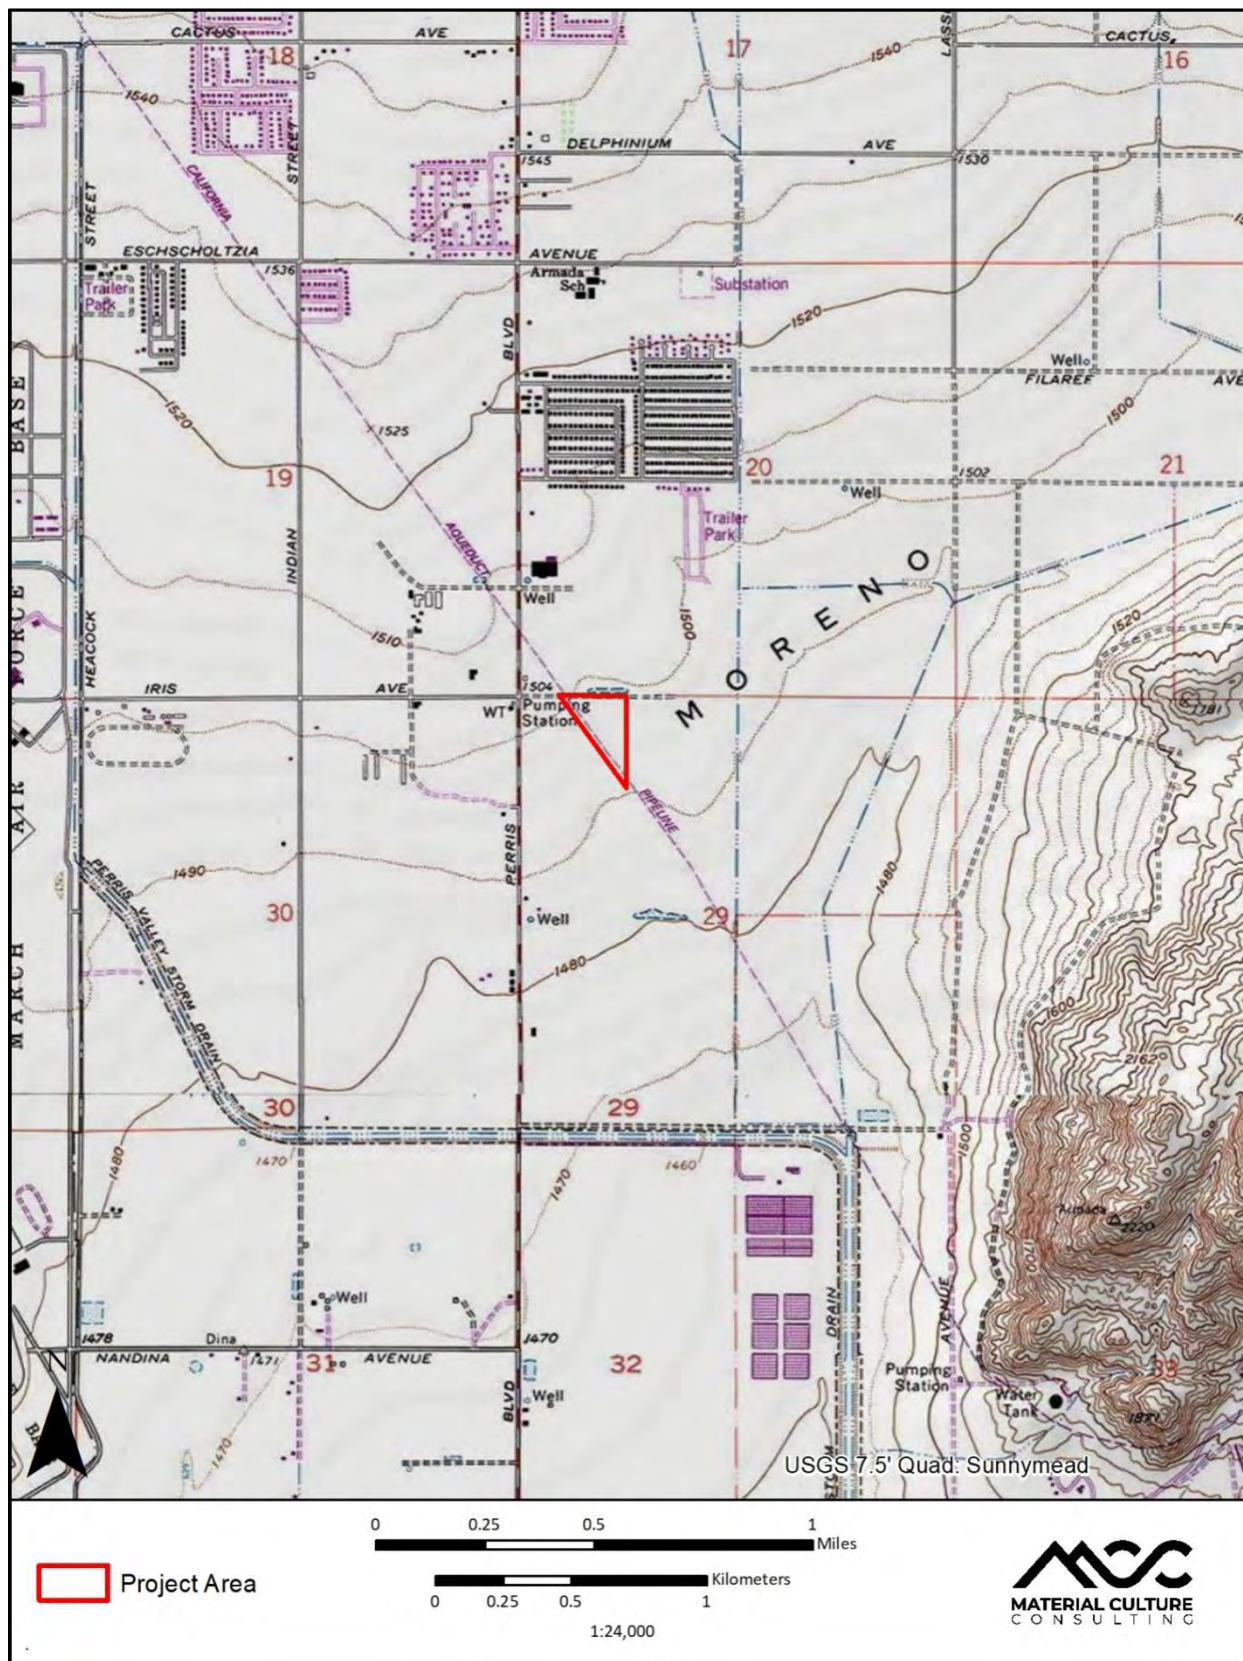 CACTUS AVE
18
17
LASS
CACTUS
16
1540
1540
DELPHINIUM AVE
1545
1530
STREET
CALIFORNIA
STREET
ESCHSCHOLTZIA AVENUE
1536
Armada
Sch
Substation
Trailer
Park
1520
BLVD
Well
FILAREE AVE
BASE
1520
1525
1500
19
20
1502
21
Well
INDIAN
AQUEDUCT
Trailer
Park
MORENO
FORCE
HEACOCK
Well
1510
1500
1520
IRIS AVE
1504
WT
Pumping
Station
1781
AIR
PERRIS
PIPELINE
1490
1480
PERRIS VALLEY STORM DRAIN
30
Well
29
MARCH
1480
1600
2162
30
29
1480
1470
1470
1460
1500
Armada
2220
1700
Well
DRAIN
AVENUE
1478
Dina
1471
1470
NANDINA AVENUE
31
32
33
Pumping
Station
Water
Tank
BLVD
Well
1871
1470
STORM
USGS 7.5' Quad: Sunnymead
0 0.25 0.5 1
Miles
Project Area
Kilometers
0 0.25 0.5 1
1:24,000
MCC
MATERIAL CULTURE
CONSULTING